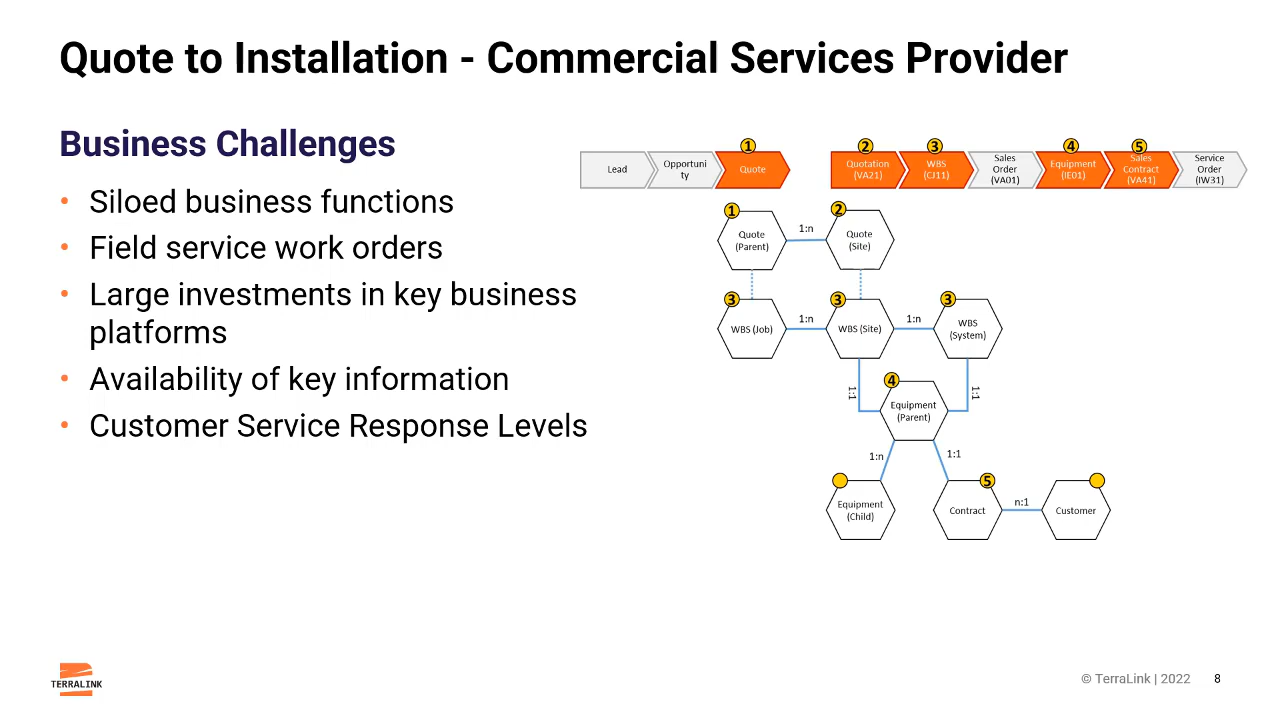 Quote to Installation - Commercial Services Provider
Business Challenges
• Siloed business functions
• Field service work orders
• Large investments in key business
platforms
• Availability of key information
• Customer Service Response Levels
1
2
3
4
5
Lead
Opportuni
ty
Quote
Quotation
(VA21)
WBS
(CJ11)
Sales
Order
(VA01)
Equipment
(IE01)
Sales
Contract
(VA41)
Service
Order
(IW31)
1
Quote
(Parent)
1:n
2
Quote
(Site)
3
WBS (Job)
1:n
3
WBS (Site)
1:n
3
WBS
(System)
1:1
1:1
4
Equipment
(Parent)
1:n
1:1
Equipment
(Child)
5
Contract
n:1
Customer
TERRALINK
© TerraLink | 2022
8